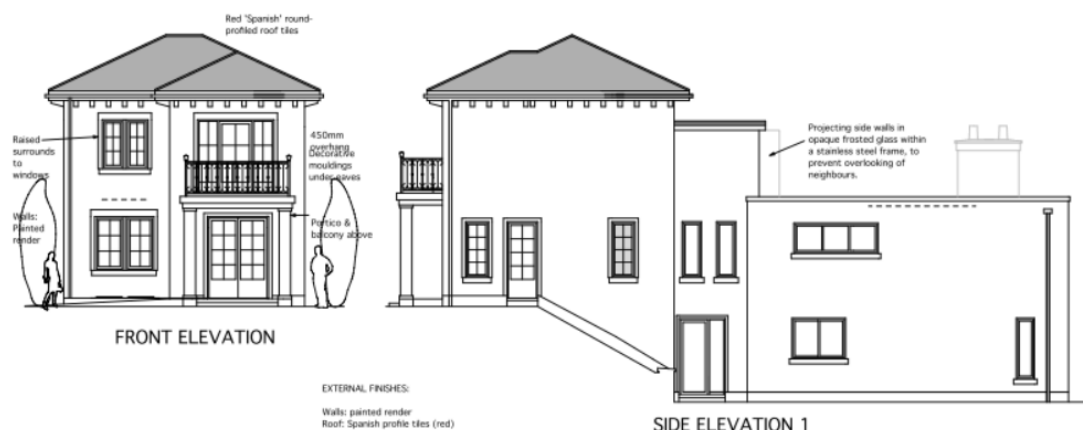 Red 'Spanish' round-
profiled roof tiles
Raised
surrounds
to
windows
450mm
overhang
Decorative
mouldings
under eaves
Walls:
Painted
render
Portico &
balcony above
Projecting side walls in
opaque frosted glass within
a stainless steel frame, to
prevent overlooking of
neighbours.
FRONT ELEVATION
EXTERNAL FINISHES:
Walls: painted render
Roof: Spanish profile tiles (red)
SIDE ELEVATION 1